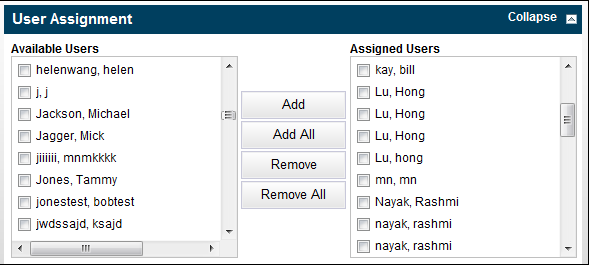 User Assignment
Collapse
Available Users
helenwang, helen
j, j
Jackson, Michael
Jagger, Mick
jiiiiii, mnmkkkk
Jones, Tammy
jonestest, bobtest
jwdssajd, ksajd
Add
Add All
Remove
Remove All
Assigned Users
kay, bill
Lu, Hong
Lu, Hong
Lu, Hong
Lu, hong
mn, mn
Nayak, Rashmi
nayak, rashmi
nayak, rashmi